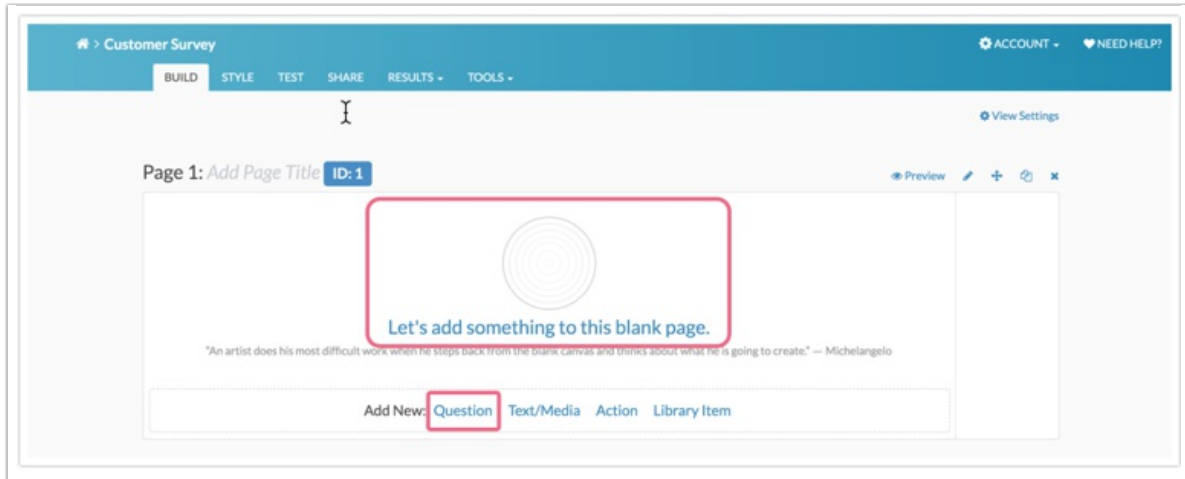 > Customer Survey
ACCOUNT
NEED HELP?
BUILD STYLE TEST SHARE RESULTS TOOLS
View Settings
Page 1: Add Page Title ID: 1
Preview
Let's add something to this blank page.
"An artist does his most difficult work when he steps back from the blank canvas and thinks about what he is going to create." — Michelangelo
Add New: Question Text/Media Action Library Item